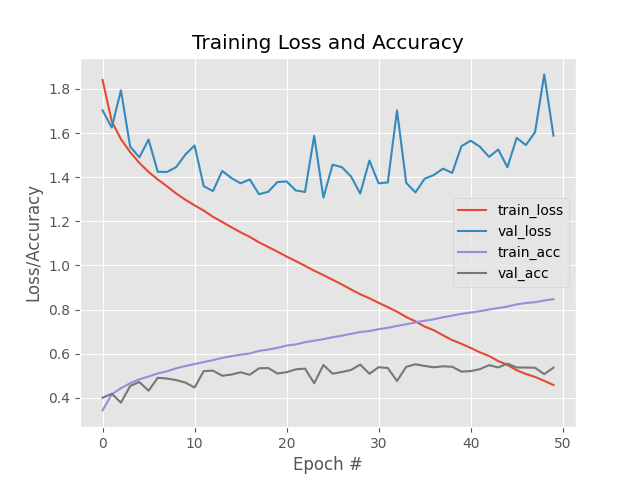 Training Loss and Accuracy
Loss/Accuracy
1.8
1.6
1.4
1.2
1.0
0.8
0.6
0.4
train_loss
val_loss
train_acc
val_acc
0 10 20 30 40 50
Epoch #